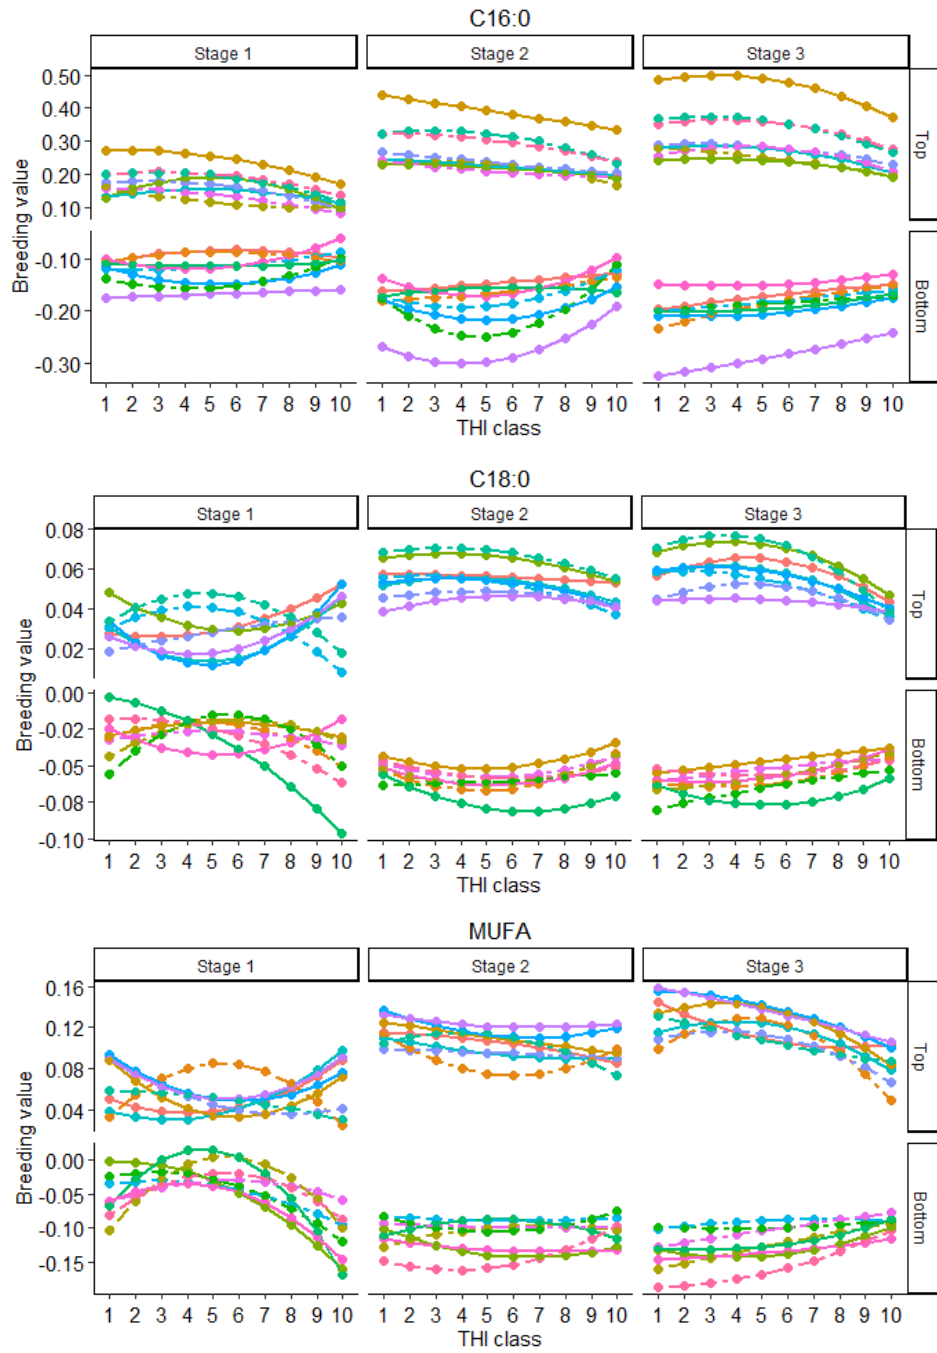 C16:0
Stage 1 Stage 2 Stage 3
Breeding value
0.50
0.40
0.30
0.20
0.10
Top
-0.10
-0.20
-0.30
Bottom
1 2 3 4 5 6 7 8 9 10 1 2 3 4 5 6 7 8 9 10 1 2 3 4 5 6 7 8 9 10
THI class
C18:0
Stage 1 Stage 2 Stage 3
Breeding value
0.08
0.06
0.04
0.02
Top
0.00
-0.02
-0.05
-0.08
-0.10
Bottom
1 2 3 4 5 6 7 8 9 10 1 2 3 4 5 6 7 8 9 10 1 2 3 4 5 6 7 8 9 10
THI class
MUFA
Stage 1 Stage 2 Stage 3
Breeding value
0.16
0.12
0.08
0.04
Top
0.00
-0.05
-0.10
-0.15
Bottom
1 2 3 4 5 6 7 8 9 10 1 2 3 4 5 6 7 8 9 10 1 2 3 4 5 6 7 8 9 10
THI class